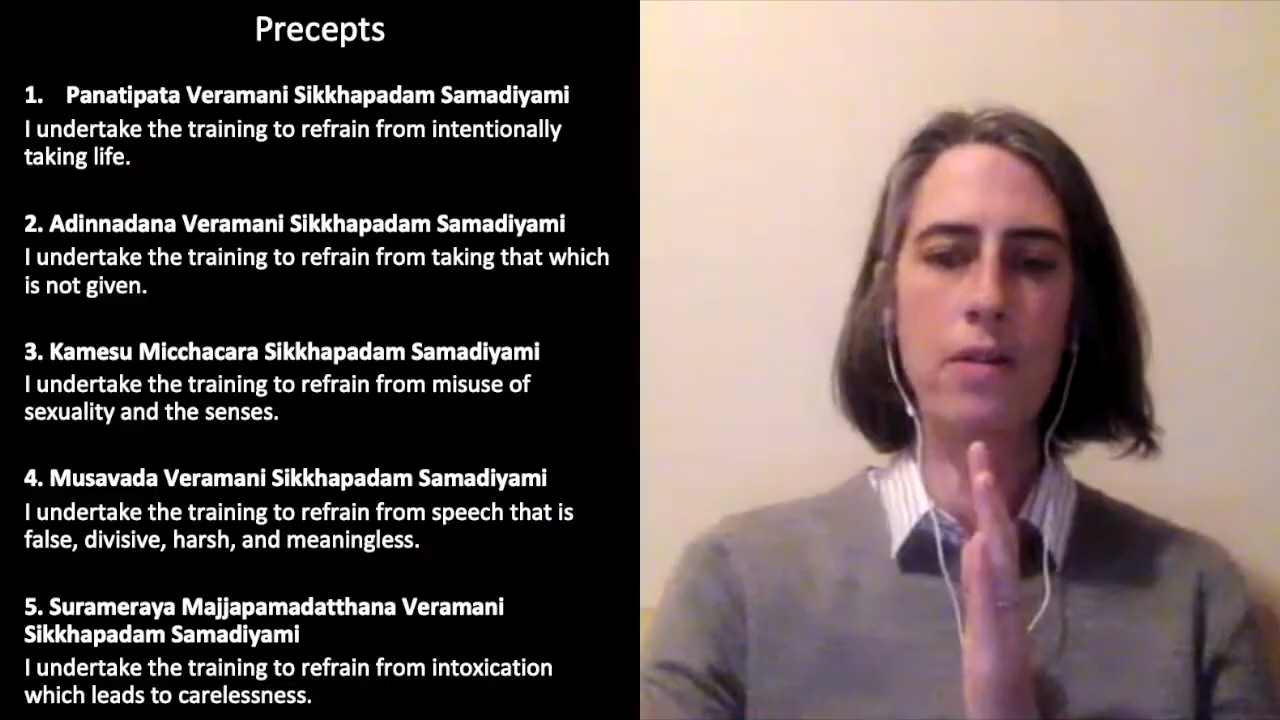 Precepts
1. Panatipata Veramani Sikkhapadam Samadiyami
I undertake the training to refrain from intentionally
taking life.
2. Adinnadana Veramani Sikkhapadam Samadiyami
I undertake the training to refrain from taking that which
is not given.
3. Kamesu Micchacara Sikkhapadam Samadiyami
I undertake the training to refrain from misuse of
sexuality and the senses.
4. Musavada Veramani Sikkhapadam Samadiyami
I undertake the training to refrain from speech that is
false, divisive, harsh, and meaningless.
5. Surameraya Majjapamadatthana Veramani
Sikkhapadam Samadiyami
I undertake the training to refrain from intoxication
which leads to carelessness.